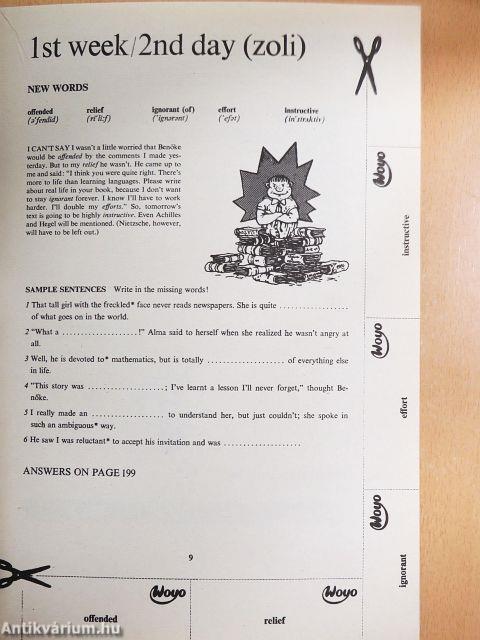 1st week/2nd day (zoli)
NEW WORDS
offended relief ignorant (of) effort instructive
(ə'fendid) (ri'li:f) ('ignərənt) ('efət) (in'strʌktiv)
I CAN'T SAY I wasn't a little worried that Benőke
would be offended by the comments I made yes-
terday. But to my relief he wasn't. He came up to
me and said: "I think you were quite right. There's
more to life than learning languages. Please write
about real life in your book, because I don't want
to stay ignorant forever. I know I'll have to work
harder. I'll double my efforts." So, tomorrow's
text is going to be highly instructive. Even Achilles
and Hegel will be mentioned. (Nietzsche, however,
will have to be left out.)
SAMPLE SENTENCES Write in the missing words!
1 That tall girl with the freckled* face never reads newspapers. She is quite ................
of what goes on in the world.
2 "What a ..................!" Alma said to herself when she realized he wasn't angry at
all.
3 Well, he is devoted to* mathematics, but is totally .................. of everything else
in life.
4 "This story was ..................; I've learnt a lesson I'll never forget," thought Be-
nőke.
5 I really made an .................. to understand her, but just couldn't; she spoke in
such an ambiguous* way.
6 He saw I was reluctant* to accept his invitation and was ..................
ANSWERS ON PAGE 199
9
Woyo
instructive
Woyo
effort
Woyo
ignorant
Woyo
offended
Woyo
relief
Antikvárium.hu